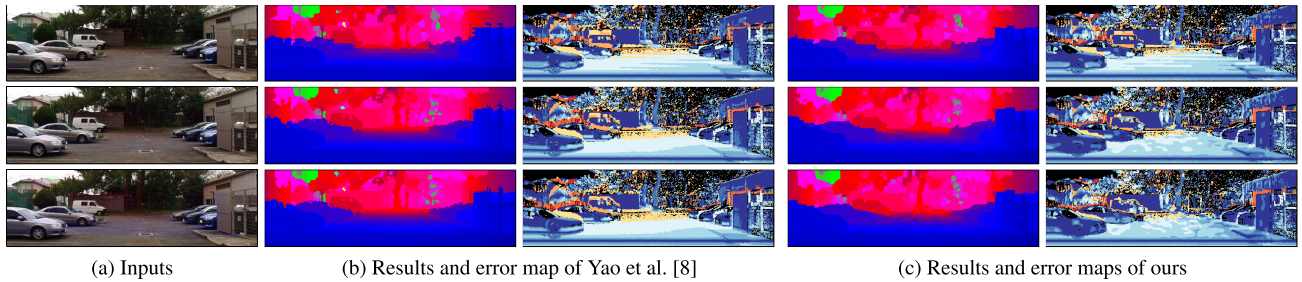 (a) Inputs
(b) Results and error map of Yao et al. [8]
(c) Results and error maps of ours